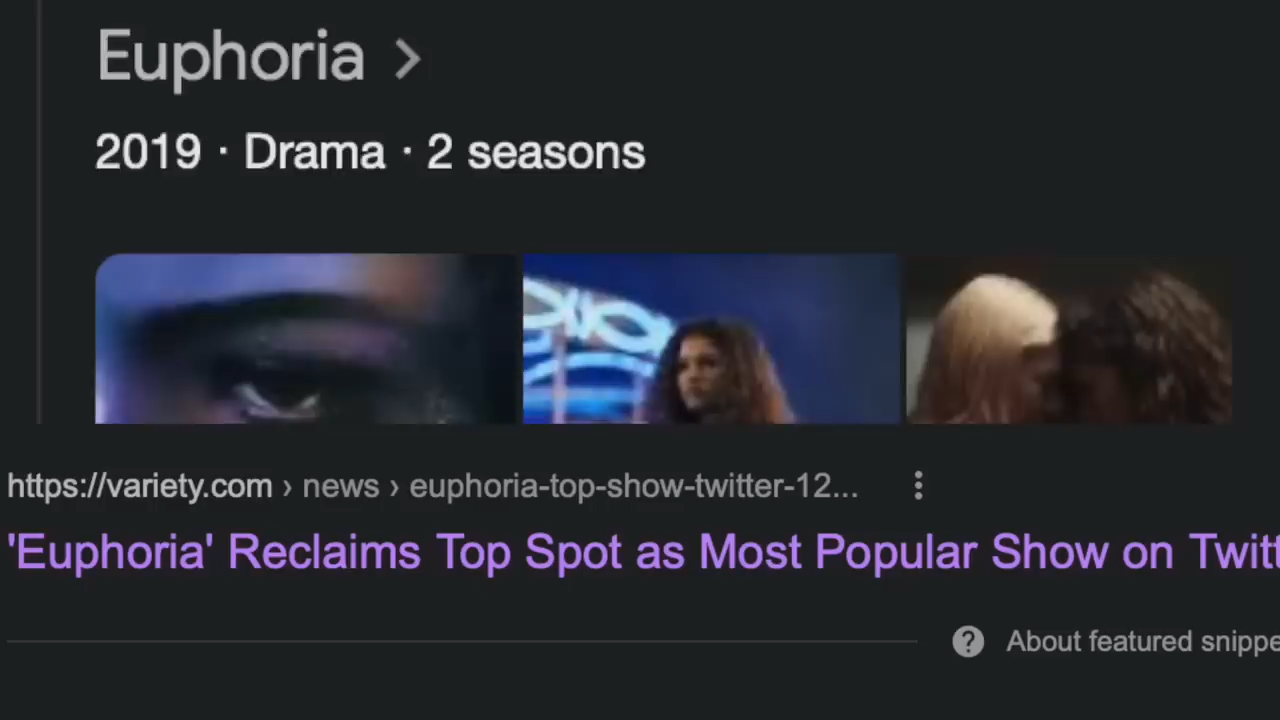 Euphoria >
2019 · Drama · 2 seasons
https://variety.com › news › euphoria-top-show-twitter-12...
'Euphoria' Reclaims Top Spot as Most Popular Show on Twitt
About featured snippe